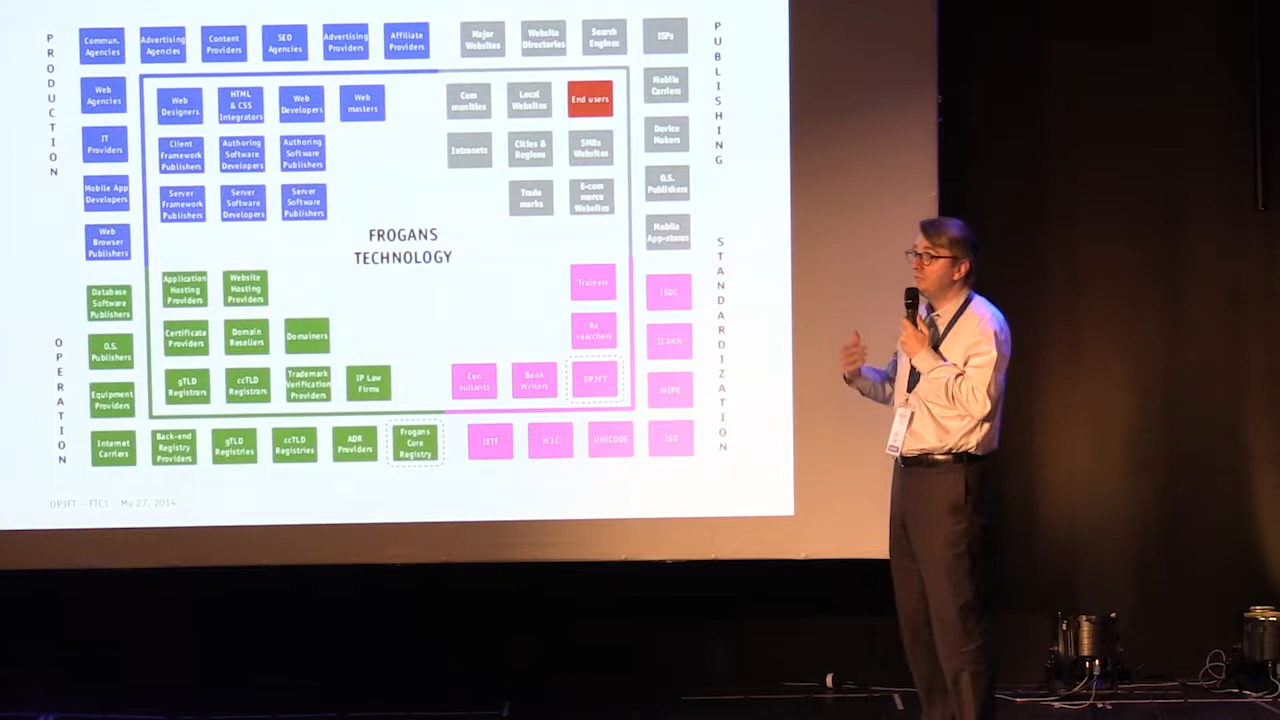 PRODUCTION
Commun. Agencies
Advertising Agencies
Content Providers
SEO Agencies
Advertising Providers
Affiliate Providers
Major Websites
Website Directories
Search Engines
ISPs
PUBLISHING
Web Agencies
IT Providers
Mobile App Developers
Web Browser Publishers
Web Designers
HTML & CSS Integrators
Web Developers
Web masters
Com munities
Local Websites
End users
Mobile Carriers
Client Framework Publishers
Authoring Software Developers
Authoring Software Publishers
Intranets
Cities & Regions
SMBs Websites
Device Makers
Server Framework Publishers
Server Software Developers
Server Software Publishers
Trade marks
E-com merce Websites
O.S. Publishers
Mobile App-stores
FROGANS
TECHNOLOGY
OPERATION
Database Software Publishers
O.S. Publishers
Equipment Providers
Internet Carriers
Application Hosting Providers
Website Hosting Providers
Certificate Providers
Domain Resellers
Domainers
gTLD Registrars
ccTLD Registrars
Trademark Verification Providers
IP Law Firms
Back-end Registry Providers
gTLD Registries
ccTLD Registries
ADR Providers
Frogans Core Registry
STANDARDIZATION
Trainers
ISOC
Re searchers
ICANN
Con sultants
Book Writers
OP3FT
WIPO
IETF
W3C
UNICODE
ISO
OP3FT – FTC1 – My 27, 2014